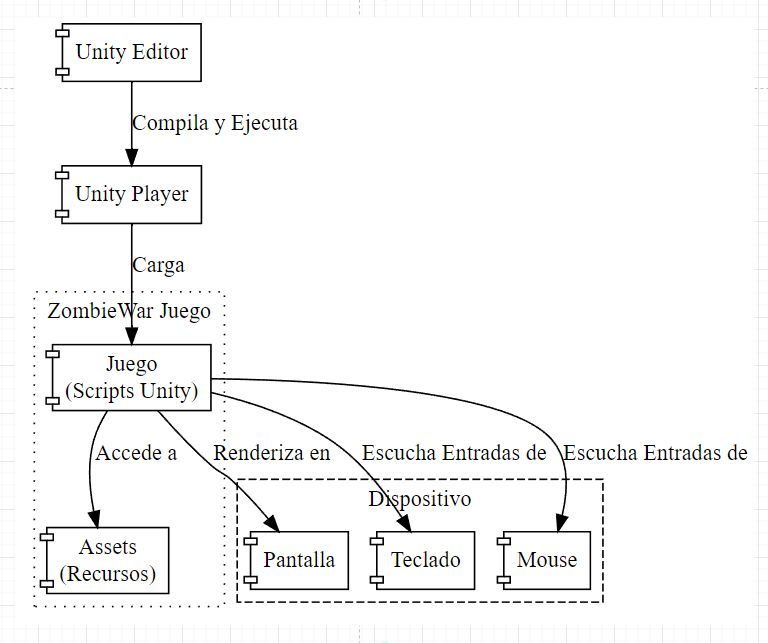 Unity Editor
Compila y Ejecuta
Unity Player
Carga
ZombieWar Juego
Juego
(Scripts Unity)
Accede a
Renderiza en
Escucha Entradas de
Escucha Entradas de
Dispositivo
Assets
(Recursos)
Pantalla
Teclado
Mouse